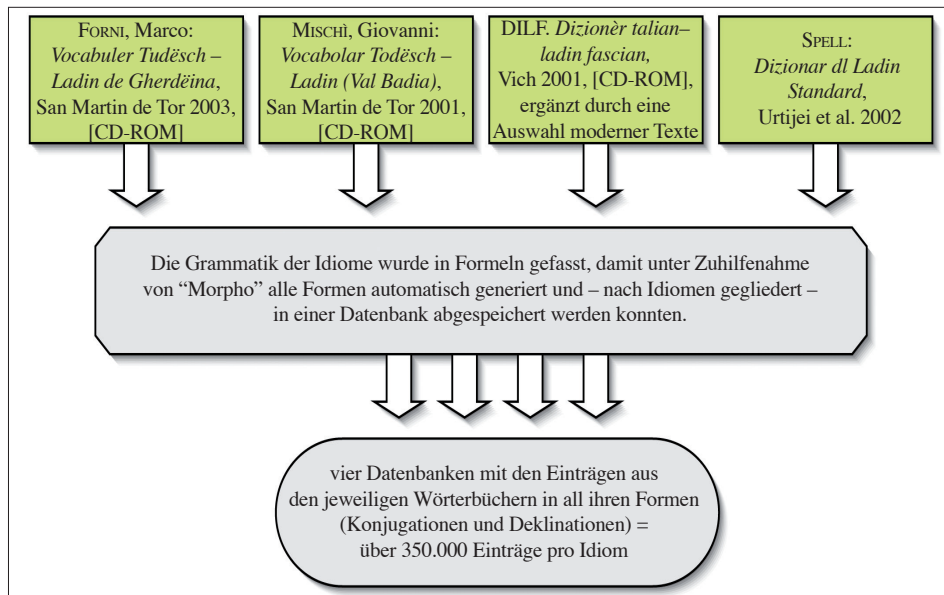 FORNI, Marco:
Vocabuler Tudësch –
Ladin de Gherdëina,
San Martin de Tor 2003,
[CD-ROM]
MISCHÌ, Giovanni:
Vocabolar Todësch –
Ladin (Val Badia),
San Martin de Tor 2001,
[CD-ROM]
DILF. Dizionèr talian–
ladin fascian,
Vich 2001, [CD-ROM],
ergänzt durch eine
Auswahl moderner Texte
SPELL:
Dizionar dl Ladin
Standard,
Urtijei et al. 2002
Die Grammatik der Idiome wurde in Formeln gefasst, damit unter Zuhilfenahme
von “Morpho” alle Formen automatisch generiert und – nach Idiomen gegliedert –
in einer Datenbank abgespeichert werden konnten.
vier Datenbanken mit den Einträgen aus
den jeweiligen Wörterbüchern in all ihren Formen
(Konjugationen und Deklinationen) =
über 350.000 Einträge pro Idiom